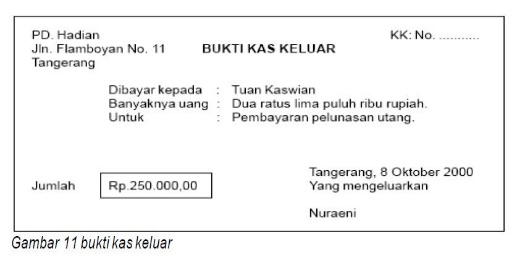 PD. Hadian
KK: No. ...........
Jln. Flamboyan No. 11
BUKTI KAS KELUAR
Tangerang
Dibayar kepada : Tuan Kaswian
Banyaknya uang : Dua ratus lima puluh ribu rupiah.
Untuk : Pembayaran pelunasan utang.
Tangerang, 8 Oktober 2000
Jumlah Rp.250.000,00 Yang mengeluarkan
Nuraeni
Gambar 11 bukti kas keluar